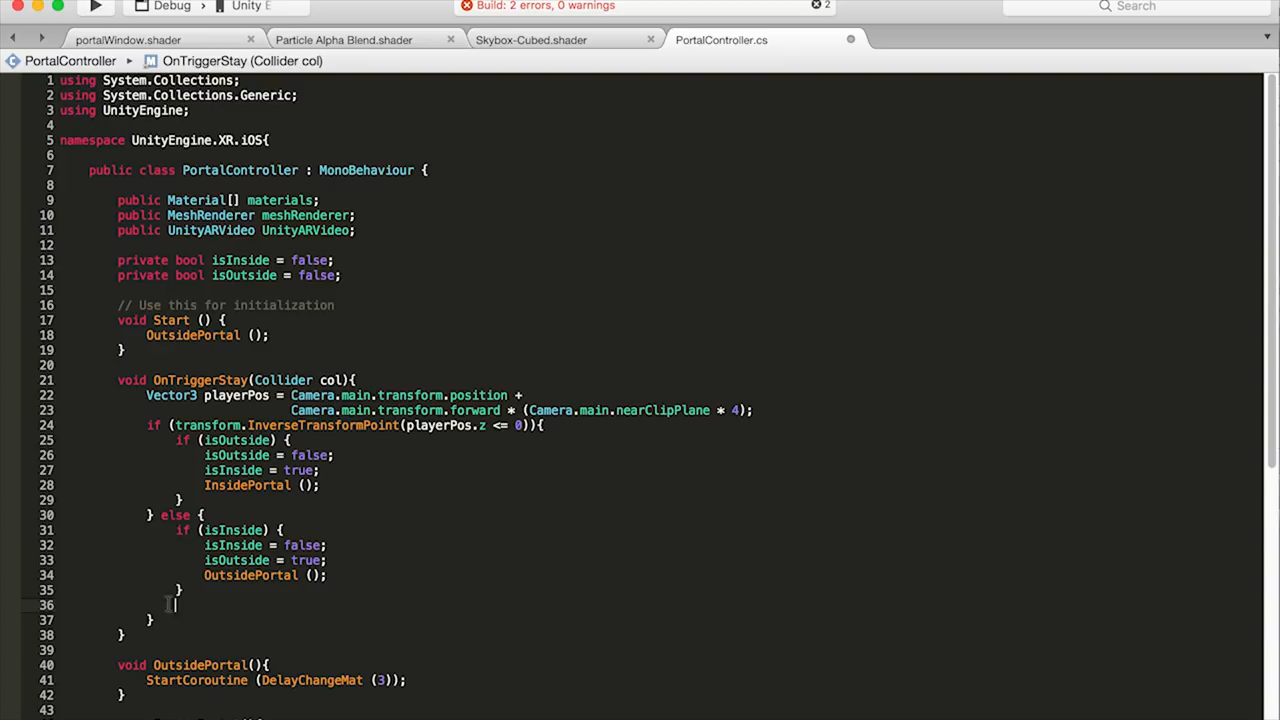 Debug > Unity E
Build: 2 errors, 0 warnings
2
Search
portalWindow.shader
Particle Alpha Blend.shader
Skybox-Cubed.shader
PortalController.cs
PortalController
OnTriggerStay (Collider col)
1 using System.Collections;
2 using System.Collections.Generic;
3 using UnityEngine;
4
5 namespace UnityEngine.XR.iOS{
6
7 public class PortalController : MonoBehaviour {
8
9 public Material[] materials;
10 public MeshRenderer meshRenderer;
11 public UnityARVideo UnityARVideo;
12
13 private bool isInside = false;
14 private bool isOutside = false;
15
16 // Use this for initialization
17 void Start () {
18 OutsidePortal ();
19 }
20
21 void OnTriggerStay(Collider col){
22 Vector3 playerPos = Camera.main.transform.position +
23 Camera.main.transform.forward * (Camera.main.nearClipPlane * 4);
24 if (transform.InverseTransformPoint(playerPos.z <= 0)){
25 if (isOutside) {
26 isOutside = false;
27 isInside = true;
28 InsidePortal ();
29 }
30 } else {
31 if (isInside) {
32 isInside = false;
33 isOutside = true;
34 OutsidePortal ();
35 }
36
37 }
38 }
39
40 void OutsidePortal(){
41 StartCoroutine (DelayChangeMat (3));
42 }
43